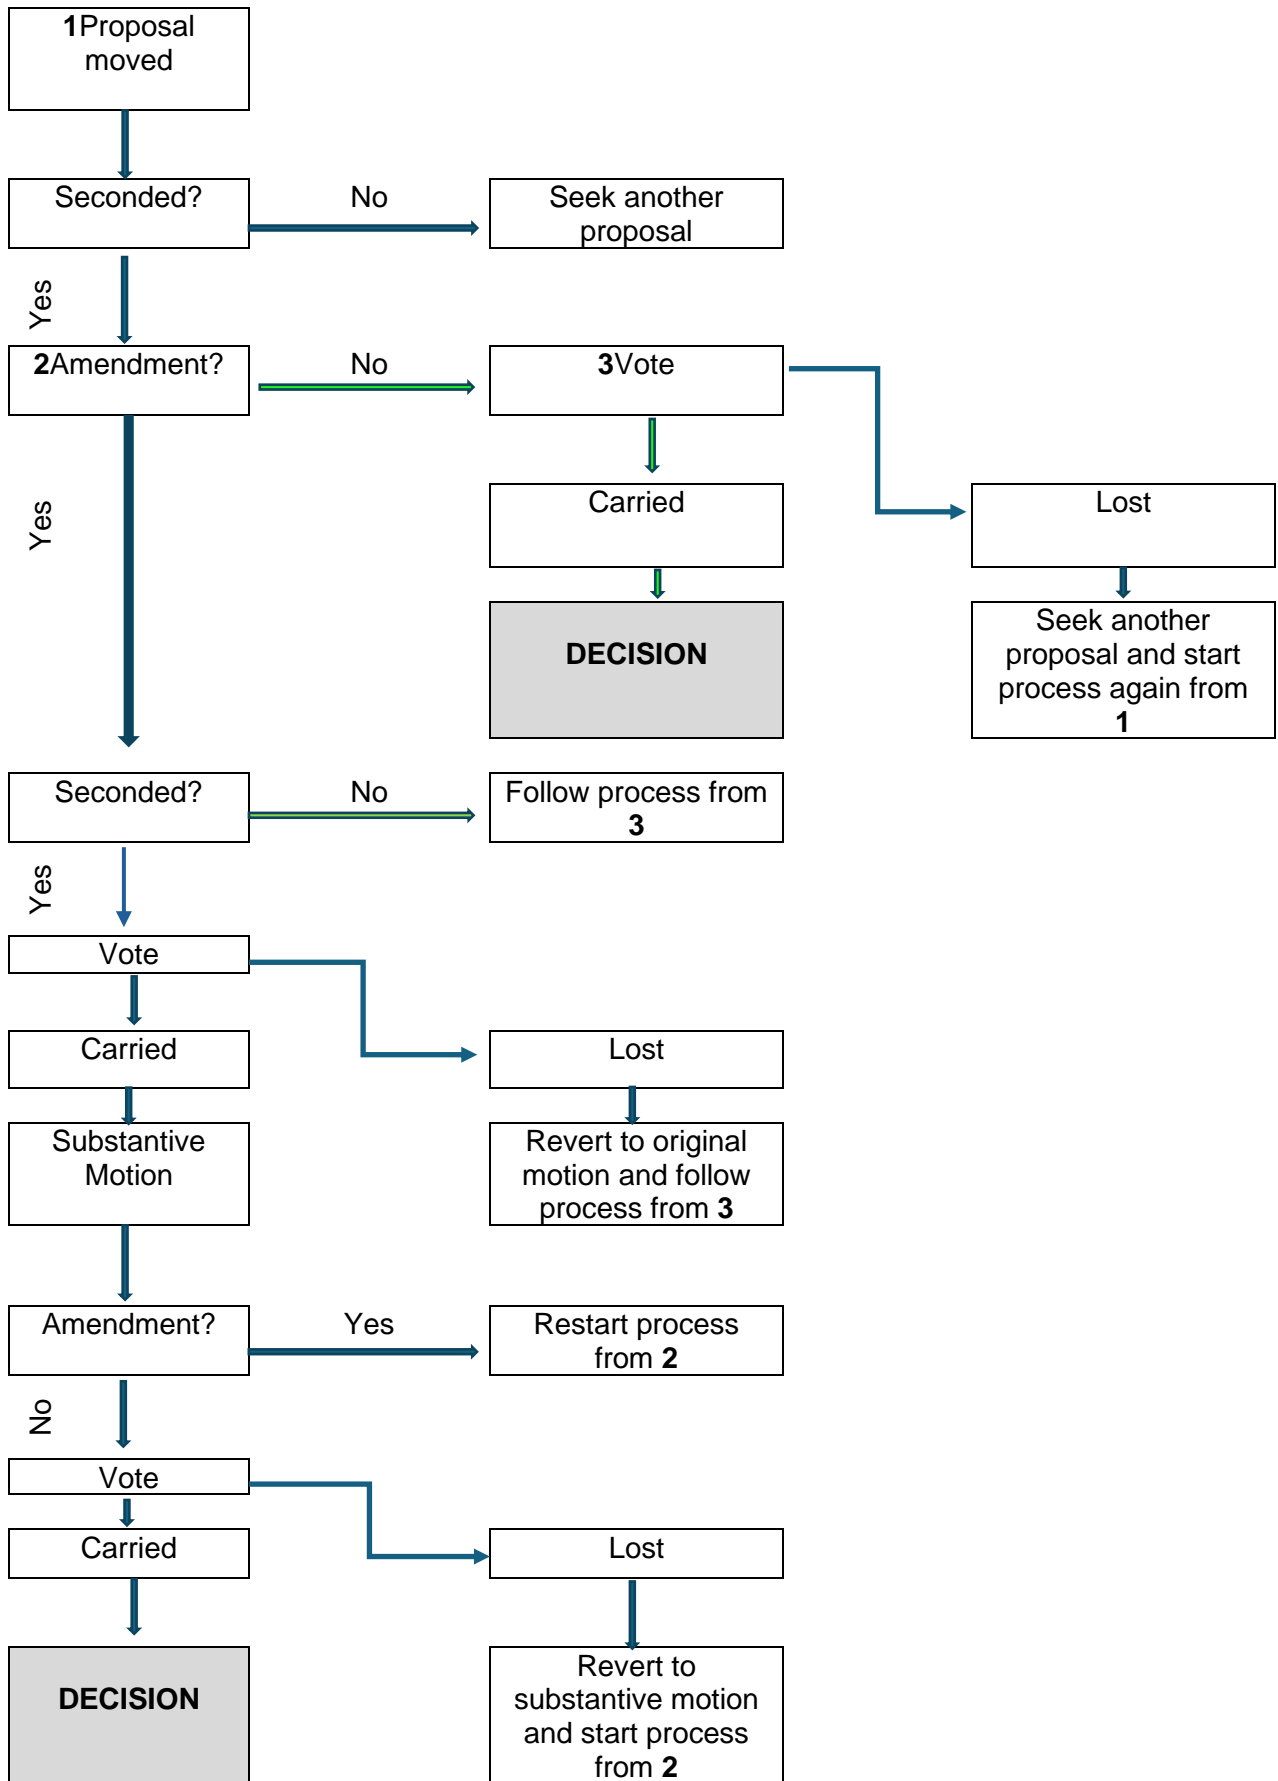 1Proposal
moved
Seconded?
No
Seek another
proposal
Yes
2Amendment?
No
3Vote
Yes
Carried
Lost
DECISION
Seek another
proposal and start
process again from
1
Seconded?
No
Follow process from
3
Yes
Vote
Carried
Lost
Substantive
Motion
Revert to original
motion and follow
process from 3
Amendment?
Yes
Restart process
from 2
No
Vote
Carried
Lost
DECISION
Revert to
substantive motion
and start process
from 2